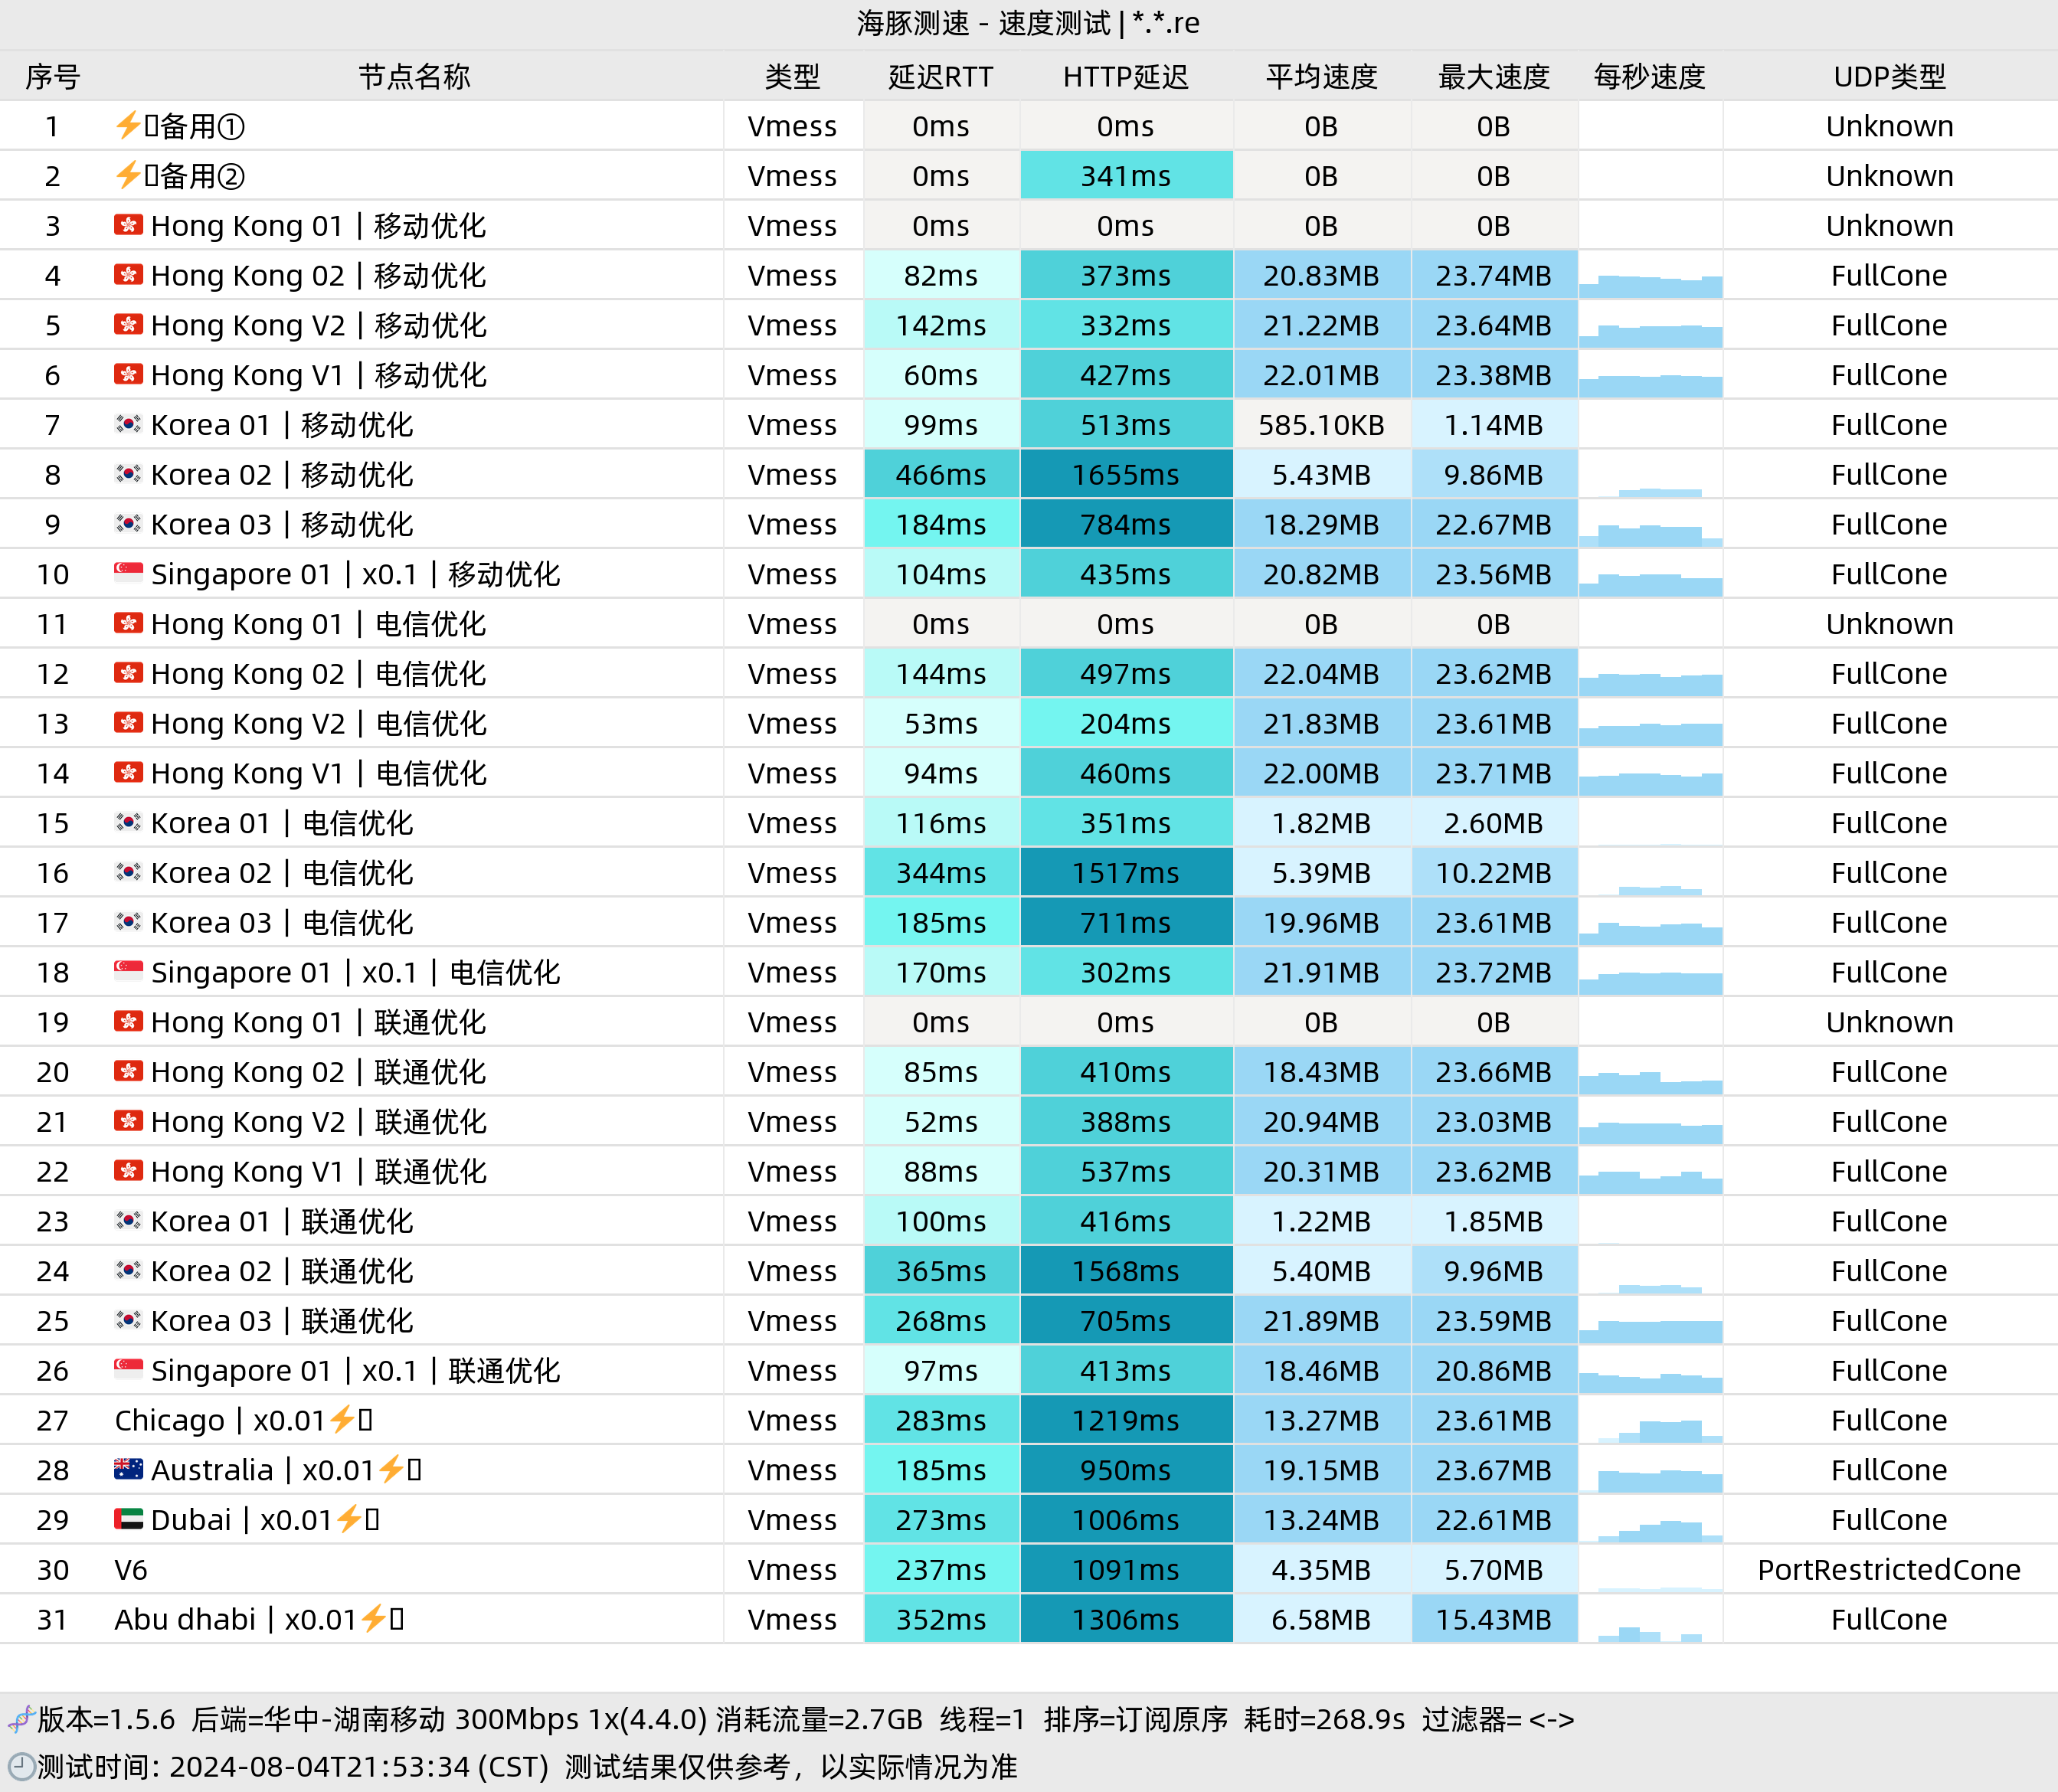 海豚测速 - 速度测试 | *.*.re
序号 节点名称 类型 延迟RTT HTTP延迟 平均速度 最大速度 每秒速度 UDP类型
1 ⚡备用① Vmess 0ms 0ms 0B 0B Unknown
2 ⚡备用② Vmess 0ms 341ms 0B 0B Unknown
3 🇭🇰 Hong Kong 01｜移动优化 Vmess 0ms 0ms 0B 0B Unknown
4 🇭🇰 Hong Kong 02｜移动优化 Vmess 82ms 373ms 20.83MB 23.74MB FullCone
5 🇭🇰 Hong Kong V2｜移动优化 Vmess 142ms 332ms 21.22MB 23.64MB FullCone
6 🇭🇰 Hong Kong V1｜移动优化 Vmess 60ms 427ms 22.01MB 23.38MB FullCone
7 🇰🇷 Korea 01｜移动优化 Vmess 99ms 513ms 585.10KB 1.14MB FullCone
8 🇰🇷 Korea 02｜移动优化 Vmess 466ms 1655ms 5.43MB 9.86MB FullCone
9 🇰🇷 Korea 03｜移动优化 Vmess 184ms 784ms 18.29MB 22.67MB FullCone
10 🇸🇬 Singapore 01｜x0.1｜移动优化 Vmess 104ms 435ms 20.82MB 23.56MB FullCone
11 🇭🇰 Hong Kong 01｜电信优化 Vmess 0ms 0ms 0B 0B Unknown
12 🇭🇰 Hong Kong 02｜电信优化 Vmess 144ms 497ms 22.04MB 23.62MB FullCone
13 🇭🇰 Hong Kong V2｜电信优化 Vmess 53ms 204ms 21.83MB 23.61MB FullCone
14 🇭🇰 Hong Kong V1｜电信优化 Vmess 94ms 460ms 22.00MB 23.71MB FullCone
15 🇰🇷 Korea 01｜电信优化 Vmess 116ms 351ms 1.82MB 2.60MB FullCone
16 🇰🇷 Korea 02｜电信优化 Vmess 344ms 1517ms 5.39MB 10.22MB FullCone
17 🇰🇷 Korea 03｜电信优化 Vmess 185ms 711ms 19.96MB 23.61MB FullCone
18 🇸🇬 Singapore 01｜x0.1｜电信优化 Vmess 170ms 302ms 21.91MB 23.72MB FullCone
19 🇭🇰 Hong Kong 01｜联通优化 Vmess 0ms 0ms 0B 0B Unknown
20 🇭🇰 Hong Kong 02｜联通优化 Vmess 85ms 410ms 18.43MB 23.66MB FullCone
21 🇭🇰 Hong Kong V2｜联通优化 Vmess 52ms 388ms 20.94MB 23.03MB FullCone
22 🇭🇰 Hong Kong V1｜联通优化 Vmess 88ms 537ms 20.31MB 23.62MB FullCone
23 🇰🇷 Korea 01｜联通优化 Vmess 100ms 416ms 1.22MB 1.85MB FullCone
24 🇰🇷 Korea 02｜联通优化 Vmess 365ms 1568ms 5.40MB 9.96MB FullCone
25 🇰🇷 Korea 03｜联通优化 Vmess 268ms 705ms 21.89MB 23.59MB FullCone
26 🇸🇬 Singapore 01｜x0.1｜联通优化 Vmess 97ms 413ms 18.46MB 20.86MB FullCone
27 Chicago｜x0.01⚡ Vmess 283ms 1219ms 13.27MB 23.61MB FullCone
28 🇦🇺 Australia｜x0.01⚡ Vmess 185ms 950ms 19.15MB 23.67MB FullCone
29 🇦🇪 Dubai｜x0.01⚡ Vmess 273ms 1006ms 13.24MB 22.61MB FullCone
30 V6 Vmess 237ms 1091ms 4.35MB 5.70MB PortRestrictedCone
31 Abu dhabi｜x0.01⚡ Vmess 352ms 1306ms 6.58MB 15.43MB FullCone
🧬版本=1.5.6 后端=华中-湖南移动 300Mbps 1x(4.4.0) 消耗流量=2.7GB 线程=1 排序=订阅原序 耗时=268.9s 过滤器= <->
🕘测试时间: 2024-08-04T21:53:34 (CST) 测试结果仅供参考，以实际情况为准